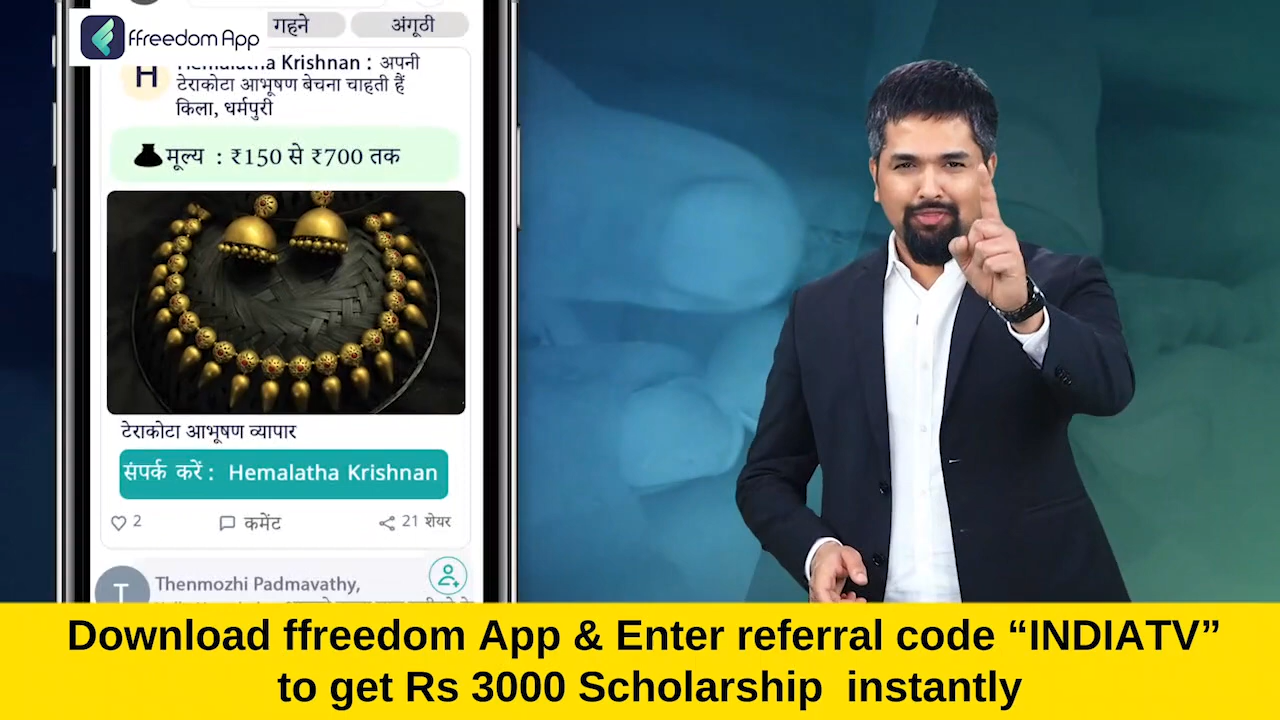 ffreedom App
गहने
अंगूठी
H
Hemalatha Krishnan : अपनी
टेराकोटा आभूषण बेचना चाहती हैं
किला, धर्मपुरी
मूल्य : ₹150 से ₹700 तक
टेराकोटा आभूषण व्यापार
संपर्क करें : Hemalatha Krishnan
2
कमेंट
21 शेयर
T
Thenmozhi Padmavathy,
Download ffreedom App & Enter referral code “INDIATV”
to get Rs 3000 Scholarship instantly